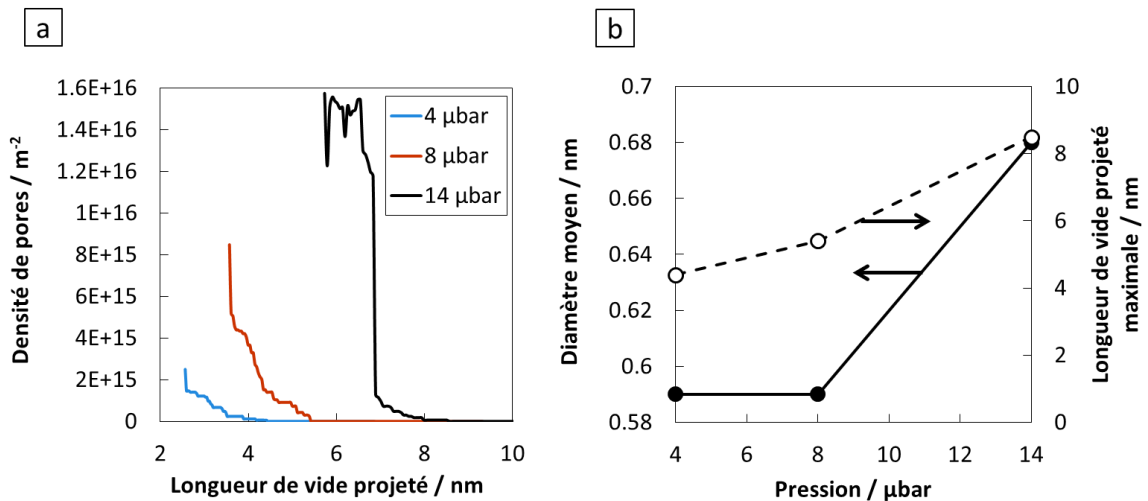 a
1.6E+16
1.4E+16
1.2E+16
1E+16
8E+15
6E+15
4E+15
2E+15
0
Densité de pores / m-2
4 µbar
8 µbar
14 µbar
2 4 6 8 10
Longueur de vide projeté / nm
b
0.7
0.68
0.66
0.64
0.62
0.6
0.58
Diamètre moyen / nm
10
8
6
4
2
0
Longueur de vide projeté
maximale / nm
4 6 8 10 12 14
Pression / µbar